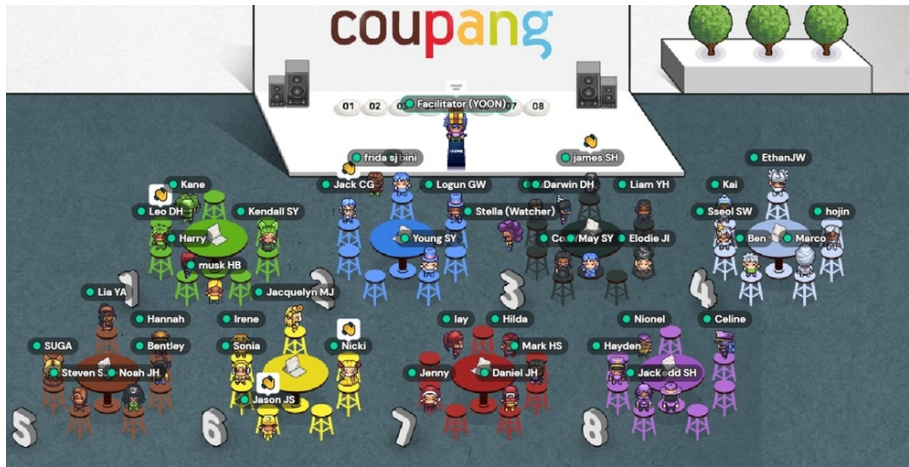 coupang
01 02 07 08
Facilitator (YOON)
frida sj bini
james SH
EthanJW
Kane
Jack CG
Logun GW
Darwin DH
Liam YH
Kai
Leo DH
Kendall SY
Stella (Watcher)
Sseol SW
hojin
Harry
Young SY
May SY
Elodie JI
Ben
Marco
musk HB
1
2
3
4
Lia YA
Jacquelyn MJ
Hannah
Irene
Hilda
Nionel
Celine
SUGA
Bentley
Sonia
Nicki
Mark HS
Hayden
Steven
Noah JH
Jenny
Daniel JH
Jack
edd SH
Jason JS
5
6
7
8